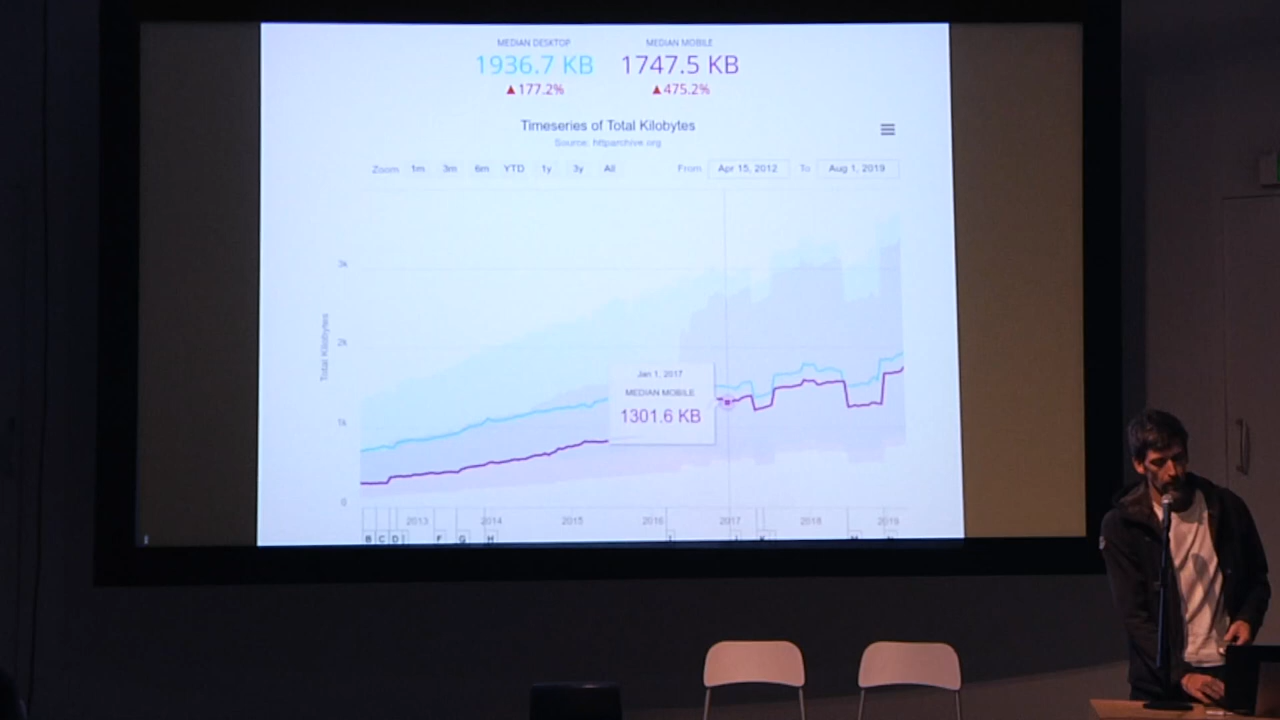 MEDIAN DESKTOP MEDIAN MOBILE
1936.7 KB 1747.5 KB
▲177.2% ▲475.2%
Timeseries of Total Kilobytes
Source: httparchive.org
Zoom 1m 3m 6m YTD 1y 3y All From Apr 15, 2012 To Aug 1, 2019
3k
Total Kilobytes
2k
Jan 1, 2017
MEDIAN MOBILE
1301.6 KB
1k
0
2013 2014 2015 2016 2017 2018 2019
B C D F G H